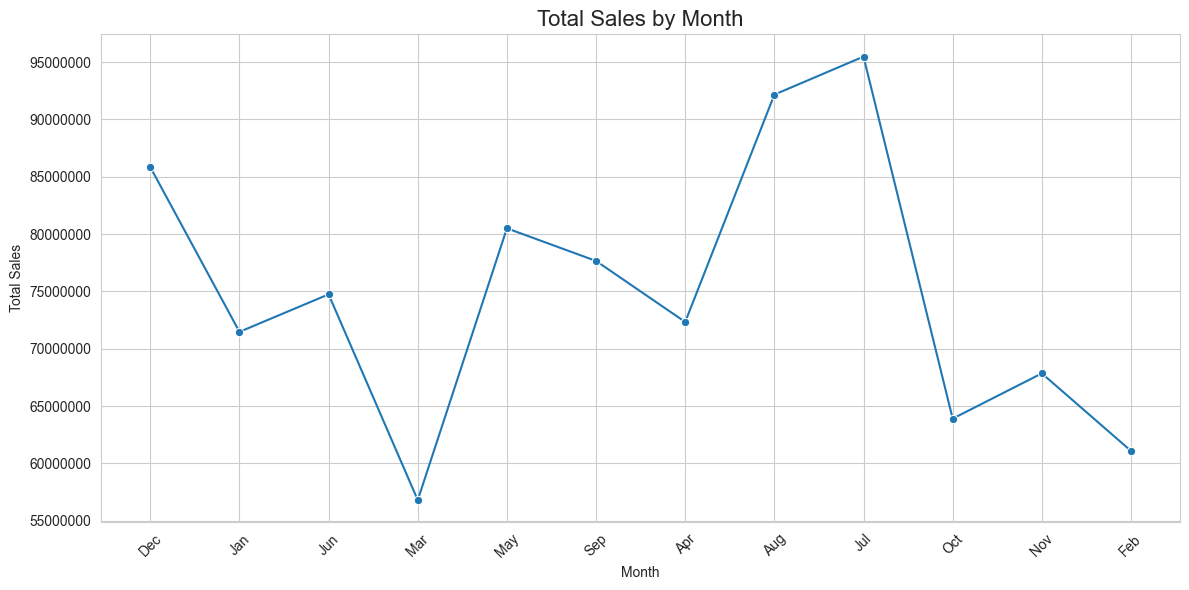 Total Sales by Month
Total Sales
95000000
90000000
85000000
80000000
75000000
70000000
65000000
60000000
55000000
Dec Jan Jun Mar May Sep Apr Aug Jul Oct Nov Feb
Month